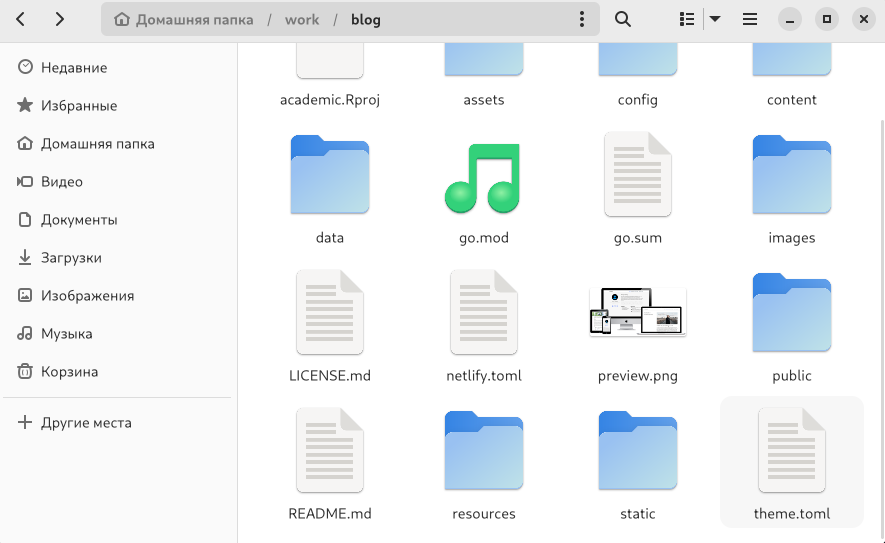 Домашняя папка / work / blog
Недавние
Избранные
Домашняя папка
Видео
Документы
Загрузки
Изображения
Музыка
Корзина
Другие места
academic.Rproj assets config content
data go.mod go.sum images
LICENSE.md netlify.toml preview.png public
README.md resources static theme.toml